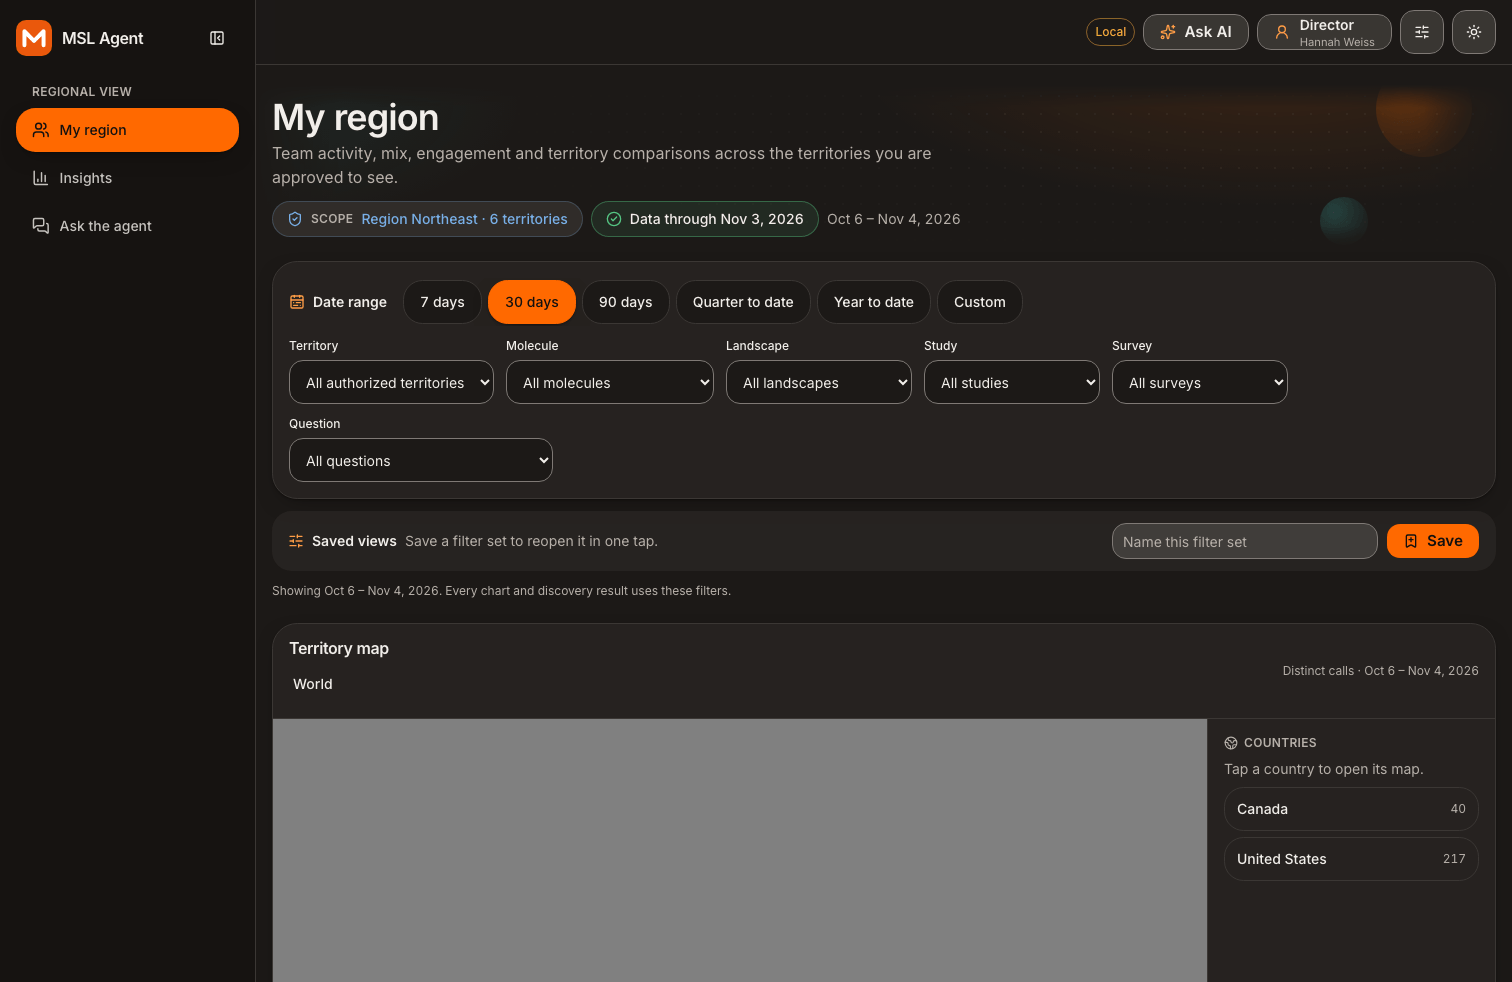 MSL Agent
Local
Ask AI
Director
Hannah Weiss
REGIONAL VIEW
My region
Insights
Ask the agent
My region
Team activity, mix, engagement and territory comparisons across the territories you are
approved to see.
SCOPE Region Northeast · 6 territories
Data through Nov 3, 2026
Oct 6 – Nov 4, 2026
Date range
7 days
30 days
90 days
Quarter to date
Year to date
Custom
Territory
All authorized territories
Molecule
All molecules
Landscape
All landscapes
Study
All studies
Survey
All surveys
Question
All questions
Saved views Save a filter set to reopen it in one tap.
Name this filter set
Save
Showing Oct 6 – Nov 4, 2026. Every chart and discovery result uses these filters.
Territory map
World
Distinct calls · Oct 6 – Nov 4, 2026
COUNTRIES
Tap a country to open its map.
Canada 40
United States 217